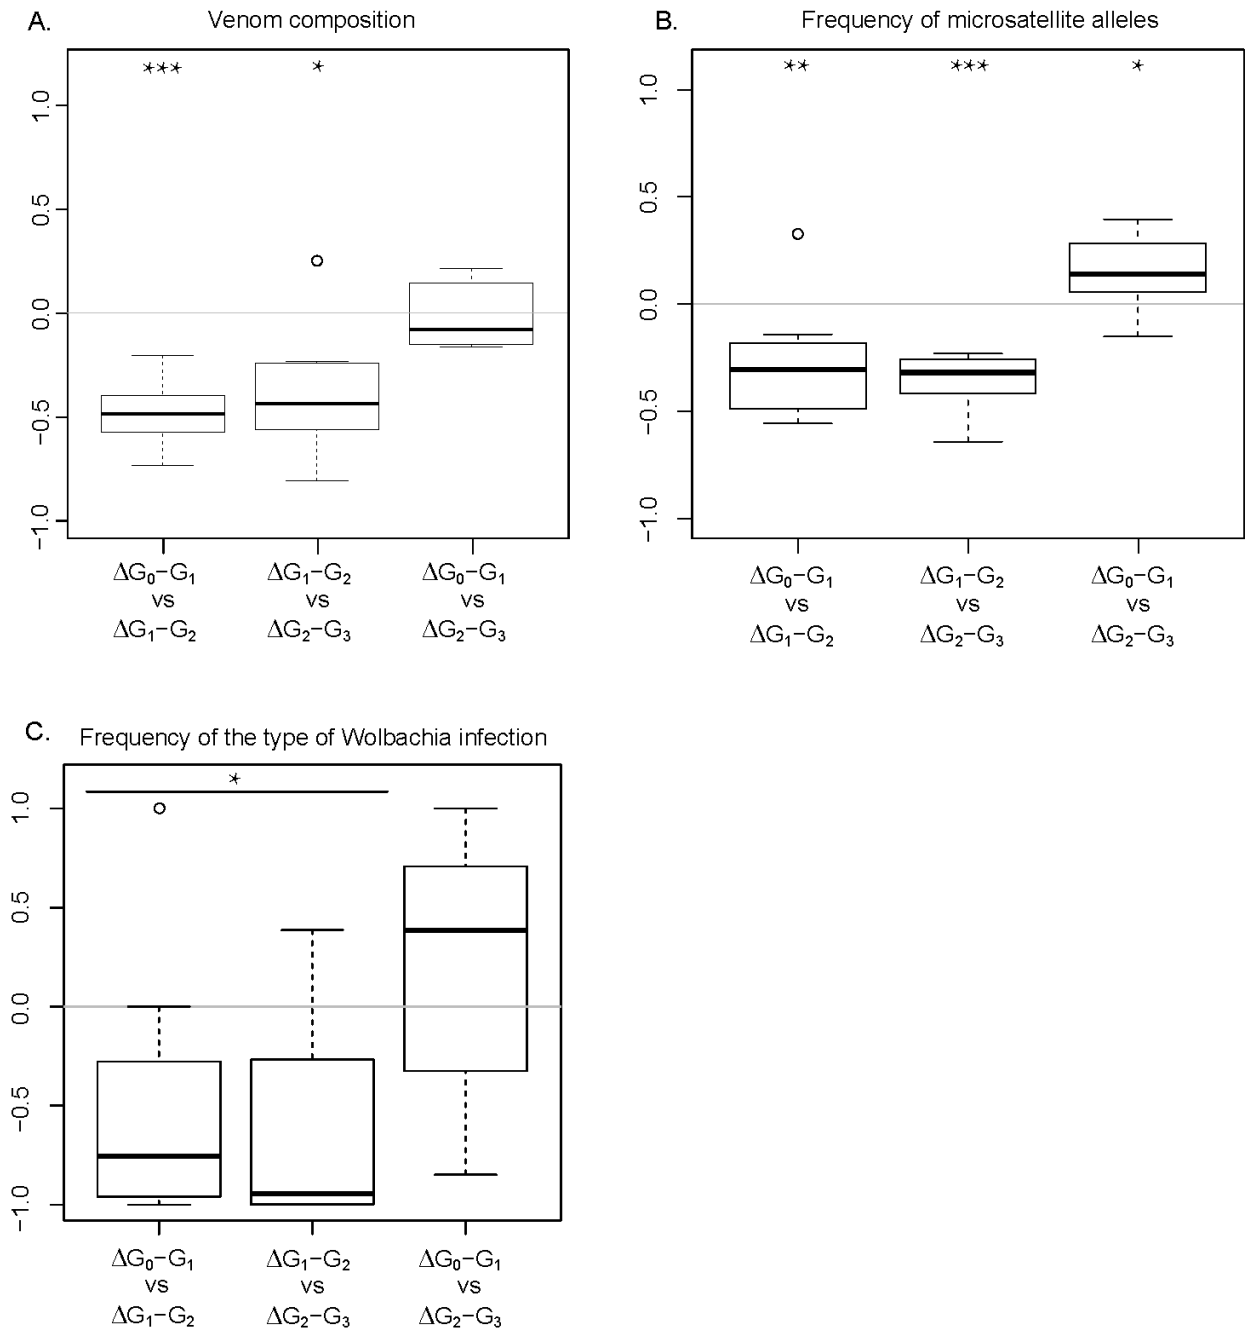 A. Venom composition
*** *
1.0
0.5
0.0
−0.5
−1.0
ΔG₀−G₁ ΔG₁−G₂ ΔG₀−G₁
vs vs vs
ΔG₁−G₂ ΔG₂−G₃ ΔG₂−G₃
B. Frequency of microsatellite alleles
** *** *
1.0
0.5
0.0
−0.5
−1.0
ΔG₀−G₁ ΔG₁−G₂ ΔG₀−G₁
vs vs vs
ΔG₁−G₂ ΔG₂−G₃ ΔG₂−G₃
C. Frequency of the type of Wolbachia infection
*
1.0
0.5
0.0
−0.5
−1.0
ΔG₀−G₁ ΔG₁−G₂ ΔG₀−G₁
vs vs vs
ΔG₁−G₂ ΔG₂−G₃ ΔG₂−G₃